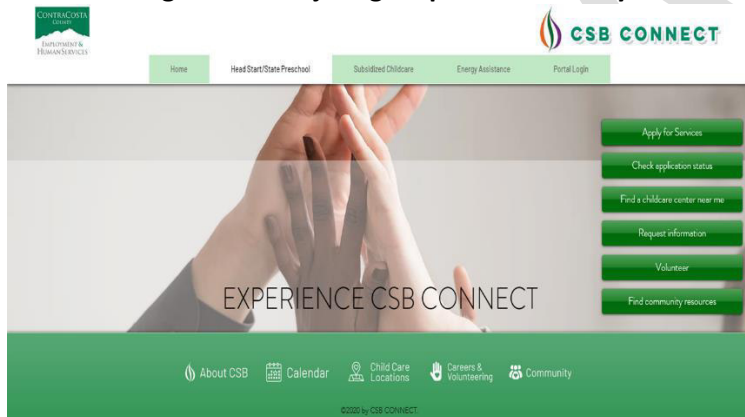 CONTRA COSTA
COUNTY
EMPLOYMENT &
HUMAN SERVICES
CSB CONNECT
Home Head Start/State Preschool Subsidized Childcare Energy Assistance Portal Login
Apply for Services
Check application status
Find a childcare center near me
Request information
Volunteer
Find community resources
EXPERIENCE CSB CONNECT
About CSB Calendar Child Care Locations Careers & Volunteering Community
©2020 by CSB CONNECT.